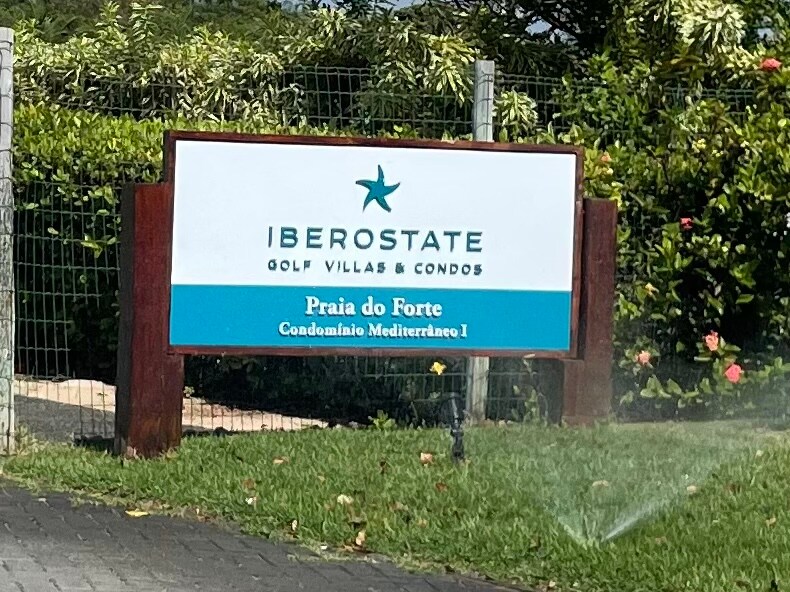 IBEROSTATE
GOLF VILLAS & CONDOS
Praia do Forte
Condomínio Mediterrâneo I